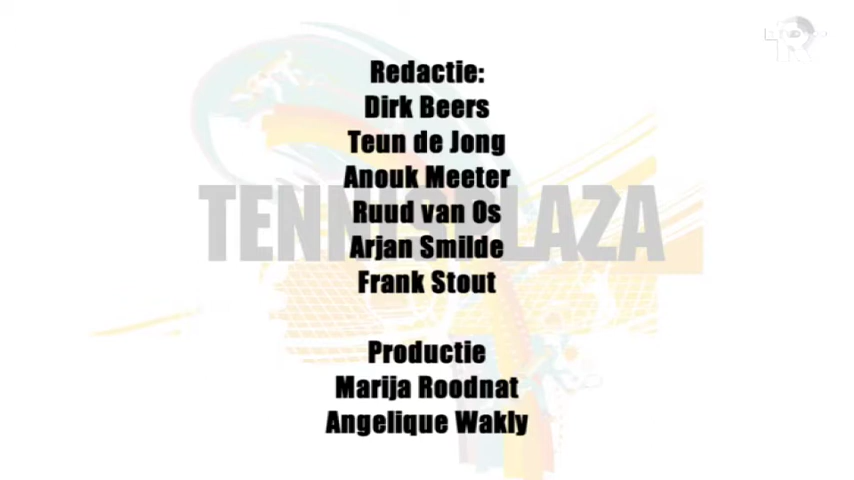 Redactie:
Dirk Beers
Teun de Jong
Anouk Meeter
Ruud van Os
TENNISPLAZA
Arjan Smilde
Frank Stout
Productie
Marija Roodnat
Angelique Wakly
R